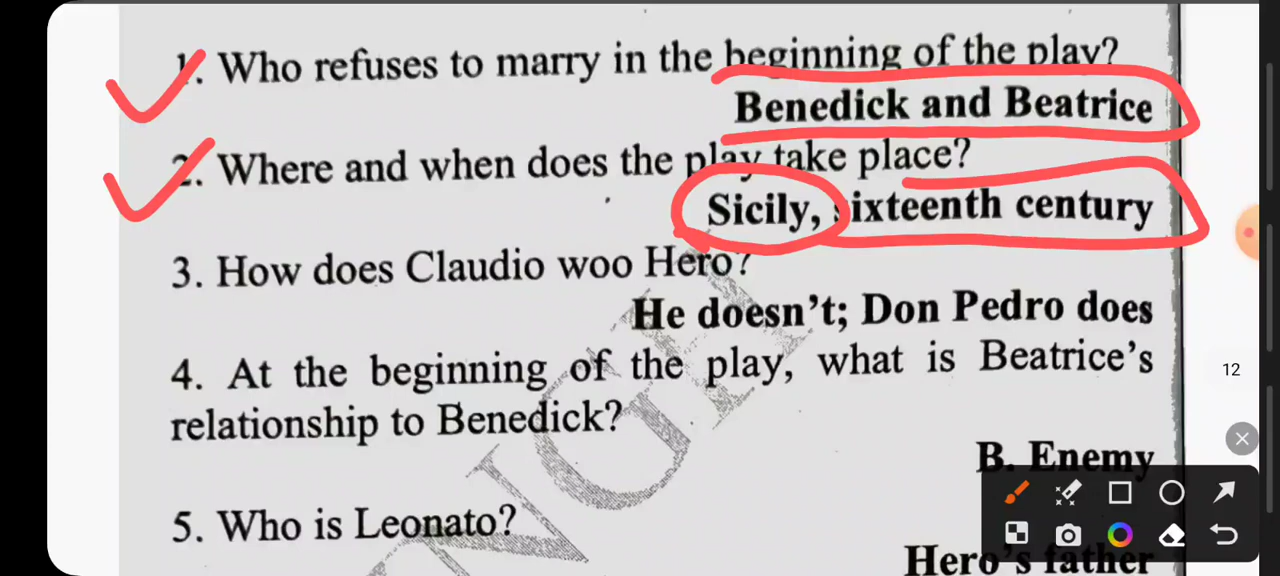 1. Who refuses to marry in the beginning of the play?
Benedick and Beatrice
2. Where and when does the play take place?
Sicily, sixteenth century
3. How does Claudio woo Hero?
He doesn't; Don Pedro does
4. At the beginning of the play, what is Beatrice's
relationship to Benedick?
B. Enemy
5. Who is Leonato?
Hero's father
12